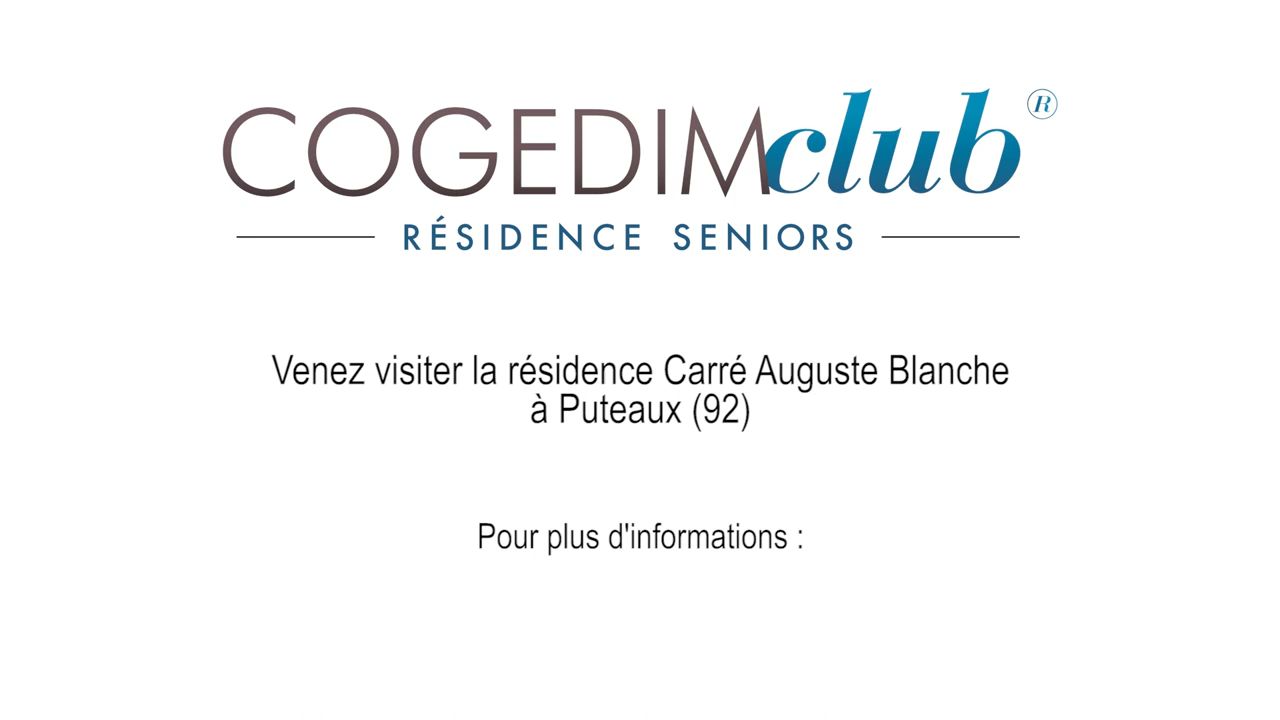 COGEDIMclub®
RÉSIDENCE SENIORS
Venez visiter la résidence Carré Auguste Blanche
à Puteaux (92)
Pour plus d'informations :